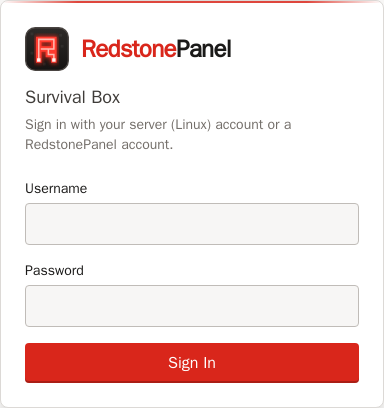 RedstonePanel
Survival Box
Sign in with your server (Linux) account or a
RedstonePanel account.
Username
Password
Sign In